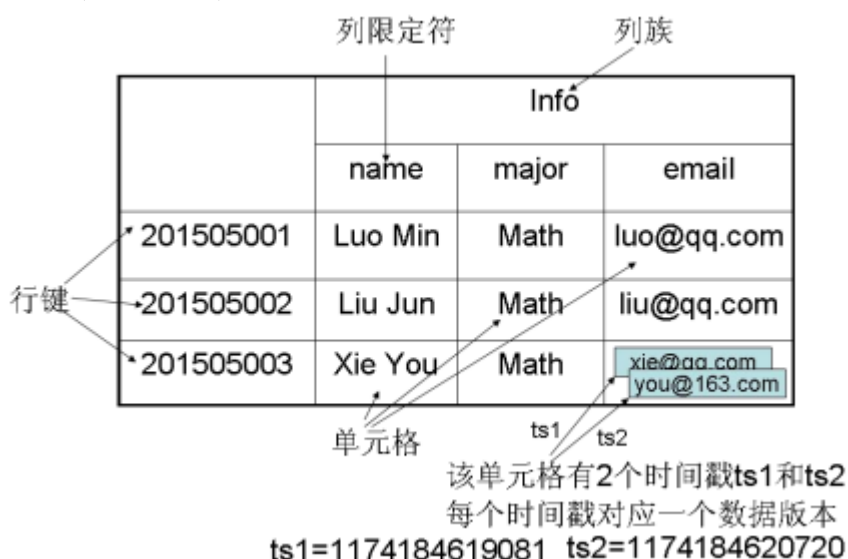 列限定符 列族
Info
name major email
201505001 Luo Min Math luo@qq.com
行键 201505002 Liu Jun Math liu@qq.com
201505003 Xie You Math xie@qq.com
you@163.com
单元格 ts1 ts2
该单元格有2个时间戳ts1和ts2
每个时间戳对应一个数据版本
ts1=1174184619081 ts2=1174184620720